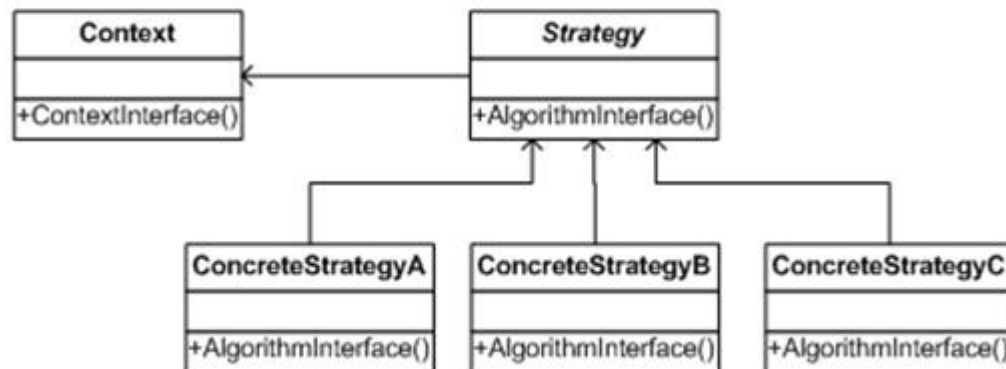 Context
+ContextInterface()
Strategy
+AlgorithmInterface()
ConcreteStrategyA
+AlgorithmInterface()
ConcreteStrategyB
+AlgorithmInterface()
ConcreteStrategyC
+AlgorithmInterface()